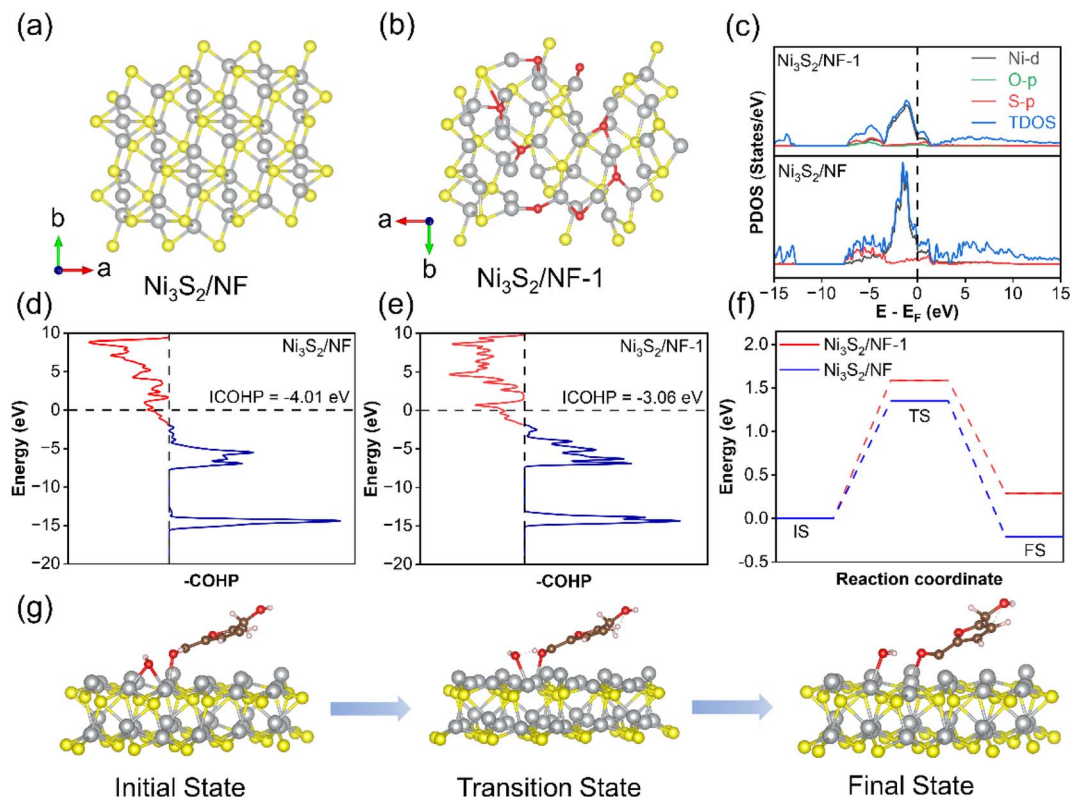 (a)
b
a
Ni₃S₂/NF
(b)
a
b
Ni₃S₂/NF-1
(c)
PDOS (States/eV)
Ni₃S₂/NF-1
Ni-d
O-p
S-p
TDOS
Ni₃S₂/NF
−15 −10 −5 0 5 10 15
E - E_F (eV)
(d)
Energy (eV)
10
5
0
−5
−10
−15
−20
Ni₃S₂/NF
ICOHP = -4.01 eV
-COHP
(e)
Energy (eV)
10
5
0
−5
−10
−15
−20
Ni₃S₂/NF-1
ICOHP = -3.06 eV
-COHP
(f)
Energy (eV)
2.0
1.5
1.0
0.5
0.0
-0.5
Ni₃S₂/NF-1
Ni₃S₂/NF
TS
IS
FS
Reaction coordinate
(g)
Initial State
Transition State
Final State